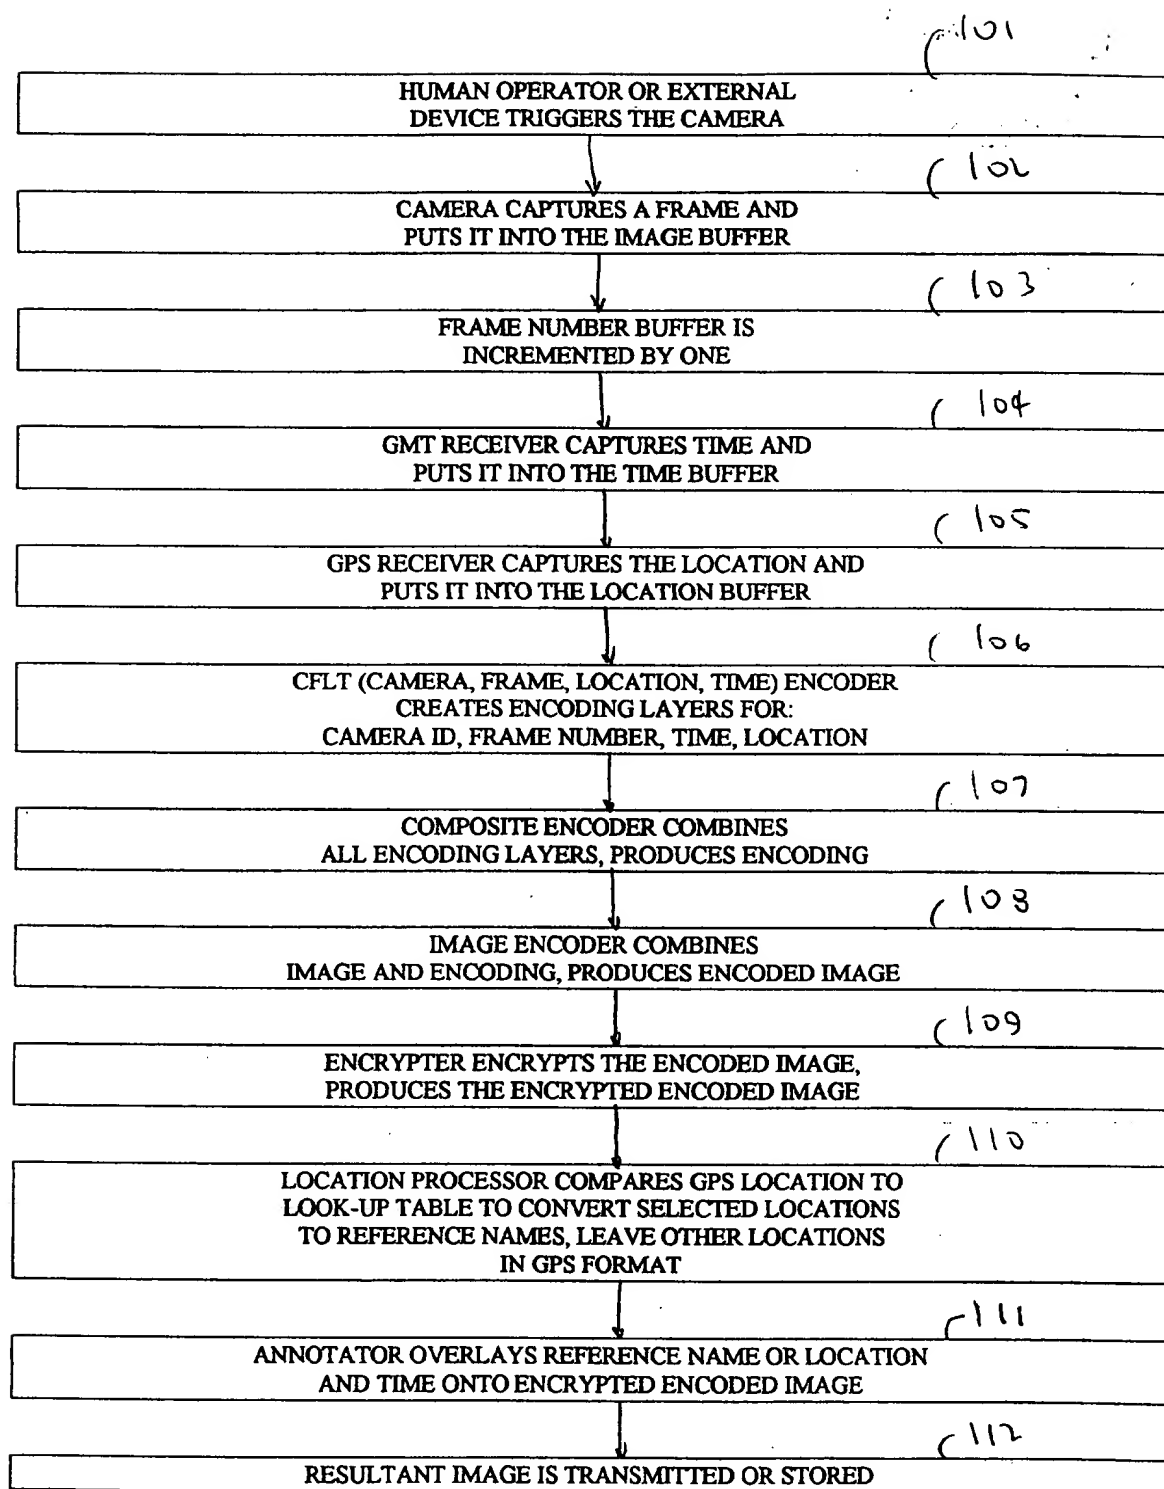 101
HUMAN OPERATOR OR EXTERNAL
DEVICE TRIGGERS THE CAMERA
102
CAMERA CAPTURES A FRAME AND
PUTS IT INTO THE IMAGE BUFFER
103
FRAME NUMBER BUFFER IS
INCREMENTED BY ONE
104
GMT RECEIVER CAPTURES TIME AND
PUTS IT INTO THE TIME BUFFER
105
GPS RECEIVER CAPTURES THE LOCATION AND
PUTS IT INTO THE LOCATION BUFFER
106
CFLT (CAMERA, FRAME, LOCATION, TIME) ENCODER
CREATES ENCODING LAYERS FOR:
CAMERA ID, FRAME NUMBER, TIME, LOCATION
107
COMPOSITE ENCODER COMBINES
ALL ENCODING LAYERS, PRODUCES ENCODING
108
IMAGE ENCODER COMBINES
IMAGE AND ENCODING, PRODUCES ENCODED IMAGE
109
ENCRYPTER ENCRYPTS THE ENCODED IMAGE,
PRODUCES THE ENCRYPTED ENCODED IMAGE
110
LOCATION PROCESSOR COMPARES GPS LOCATION TO
LOOK-UP TABLE TO CONVERT SELECTED LOCATIONS
TO REFERENCE NAMES, LEAVE OTHER LOCATIONS
IN GPS FORMAT
111
ANNOTATOR OVERLAYS REFERENCE NAME OR LOCATION
AND TIME ONTO ENCRYPTED ENCODED IMAGE
112
RESULTANT IMAGE IS TRANSMITTED OR STORED